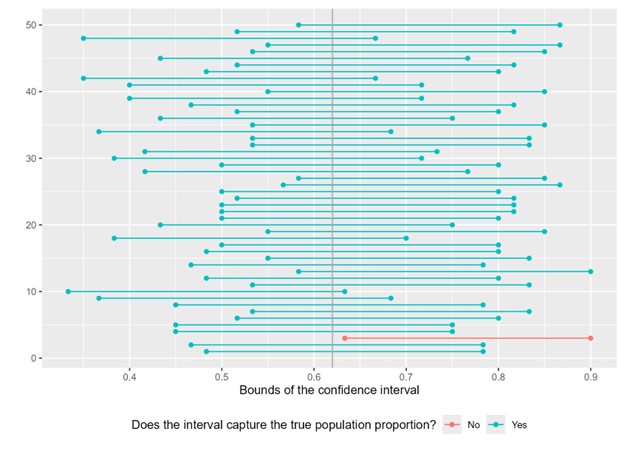 50
40
30
20
10
0
0.4 0.5 0.6 0.7 0.8 0.9
Bounds of the confidence interval
Does the interval capture the true population proportion? No Yes